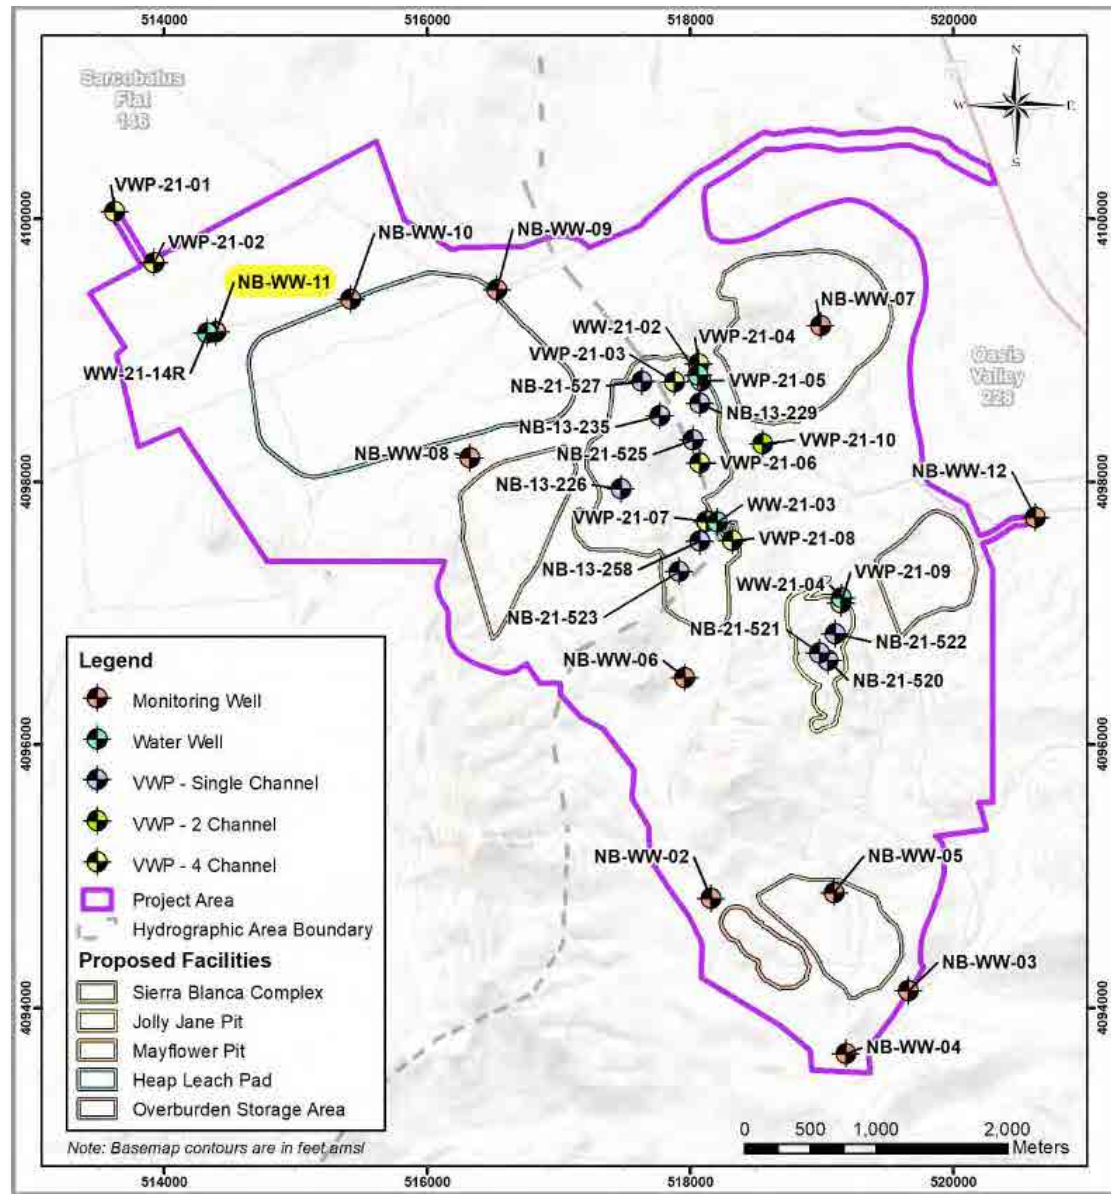 514000
516000
518000
520000
N
W
E
S
Sarcobatus
Flat
146
4100000
4100000
VWP-21-01
VWP-21-02
NB-WW-10
NB-WW-09
NB-WW-11
NB-WW-07
WW-21-02
VWP-21-04
VWP-21-03
WW-21-14R
NB-21-527
VWP-21-05
Oasis
Valley
228
NB-13-235
NB-13-229
NB-WW-08
NB-21-525
VWP-21-10
VWP-21-06
NB-WW-12
4098000
4098000
NB-13-226
WW-21-03
VWP-21-07
VWP-21-08
NB-13-258
WW-21-04
VWP-21-09
NB-21-523
NB-21-521
NB-21-522
NB-WW-06
NB-21-520
4096000
4096000
NB-WW-02
NB-WW-05
NB-WW-03
4094000
4094000
NB-WW-04
Legend
Monitoring Well
Water Well
VWP - Single Channel
VWP - 2 Channel
VWP - 4 Channel
Project Area
Hydrographic Area Boundary
Proposed Facilities
Sierra Blanca Complex
Jolly Jane Pit
Mayflower Pit
Heap Leach Pad
Overburden Storage Area
Note: Basemap contours are in feet amsl
0 500 1,000 2,000
Meters
514000
516000
518000
520000